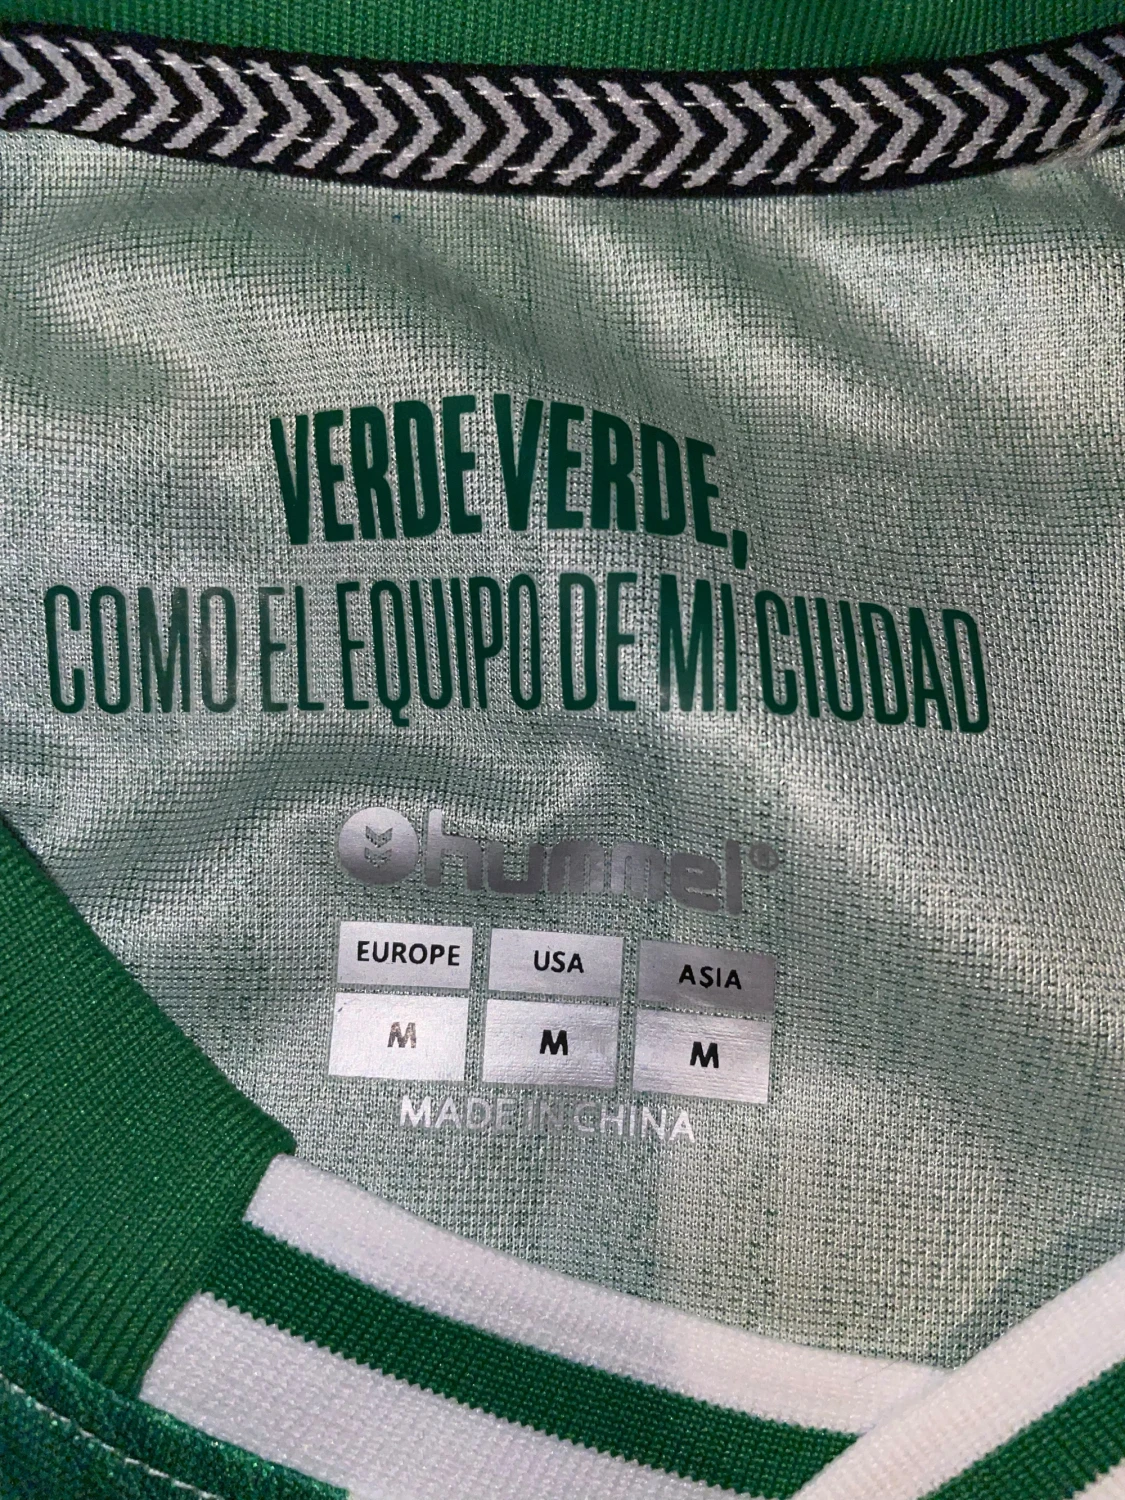 VERDE VERDE,
COMO EL EQUIPO DE MI CIUDAD
hummel®
EUROPE USA ASIA
M M M
MADE IN CHINA